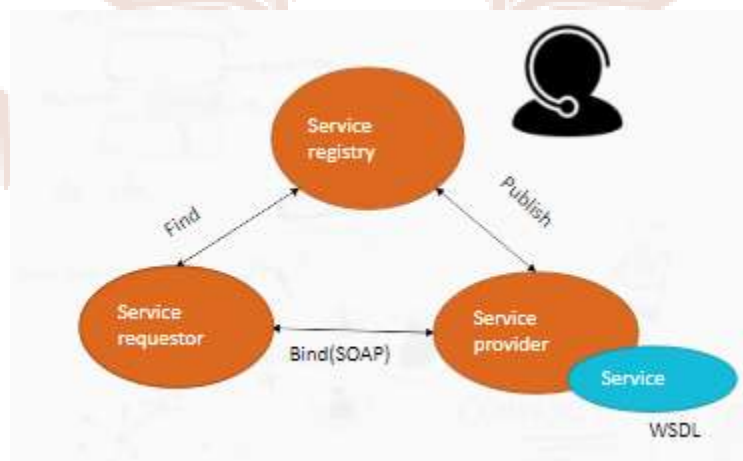 Service
registry
Find
Publish
Service
requestor
Bind(SOAP)
Service
provider
Service
WSDL